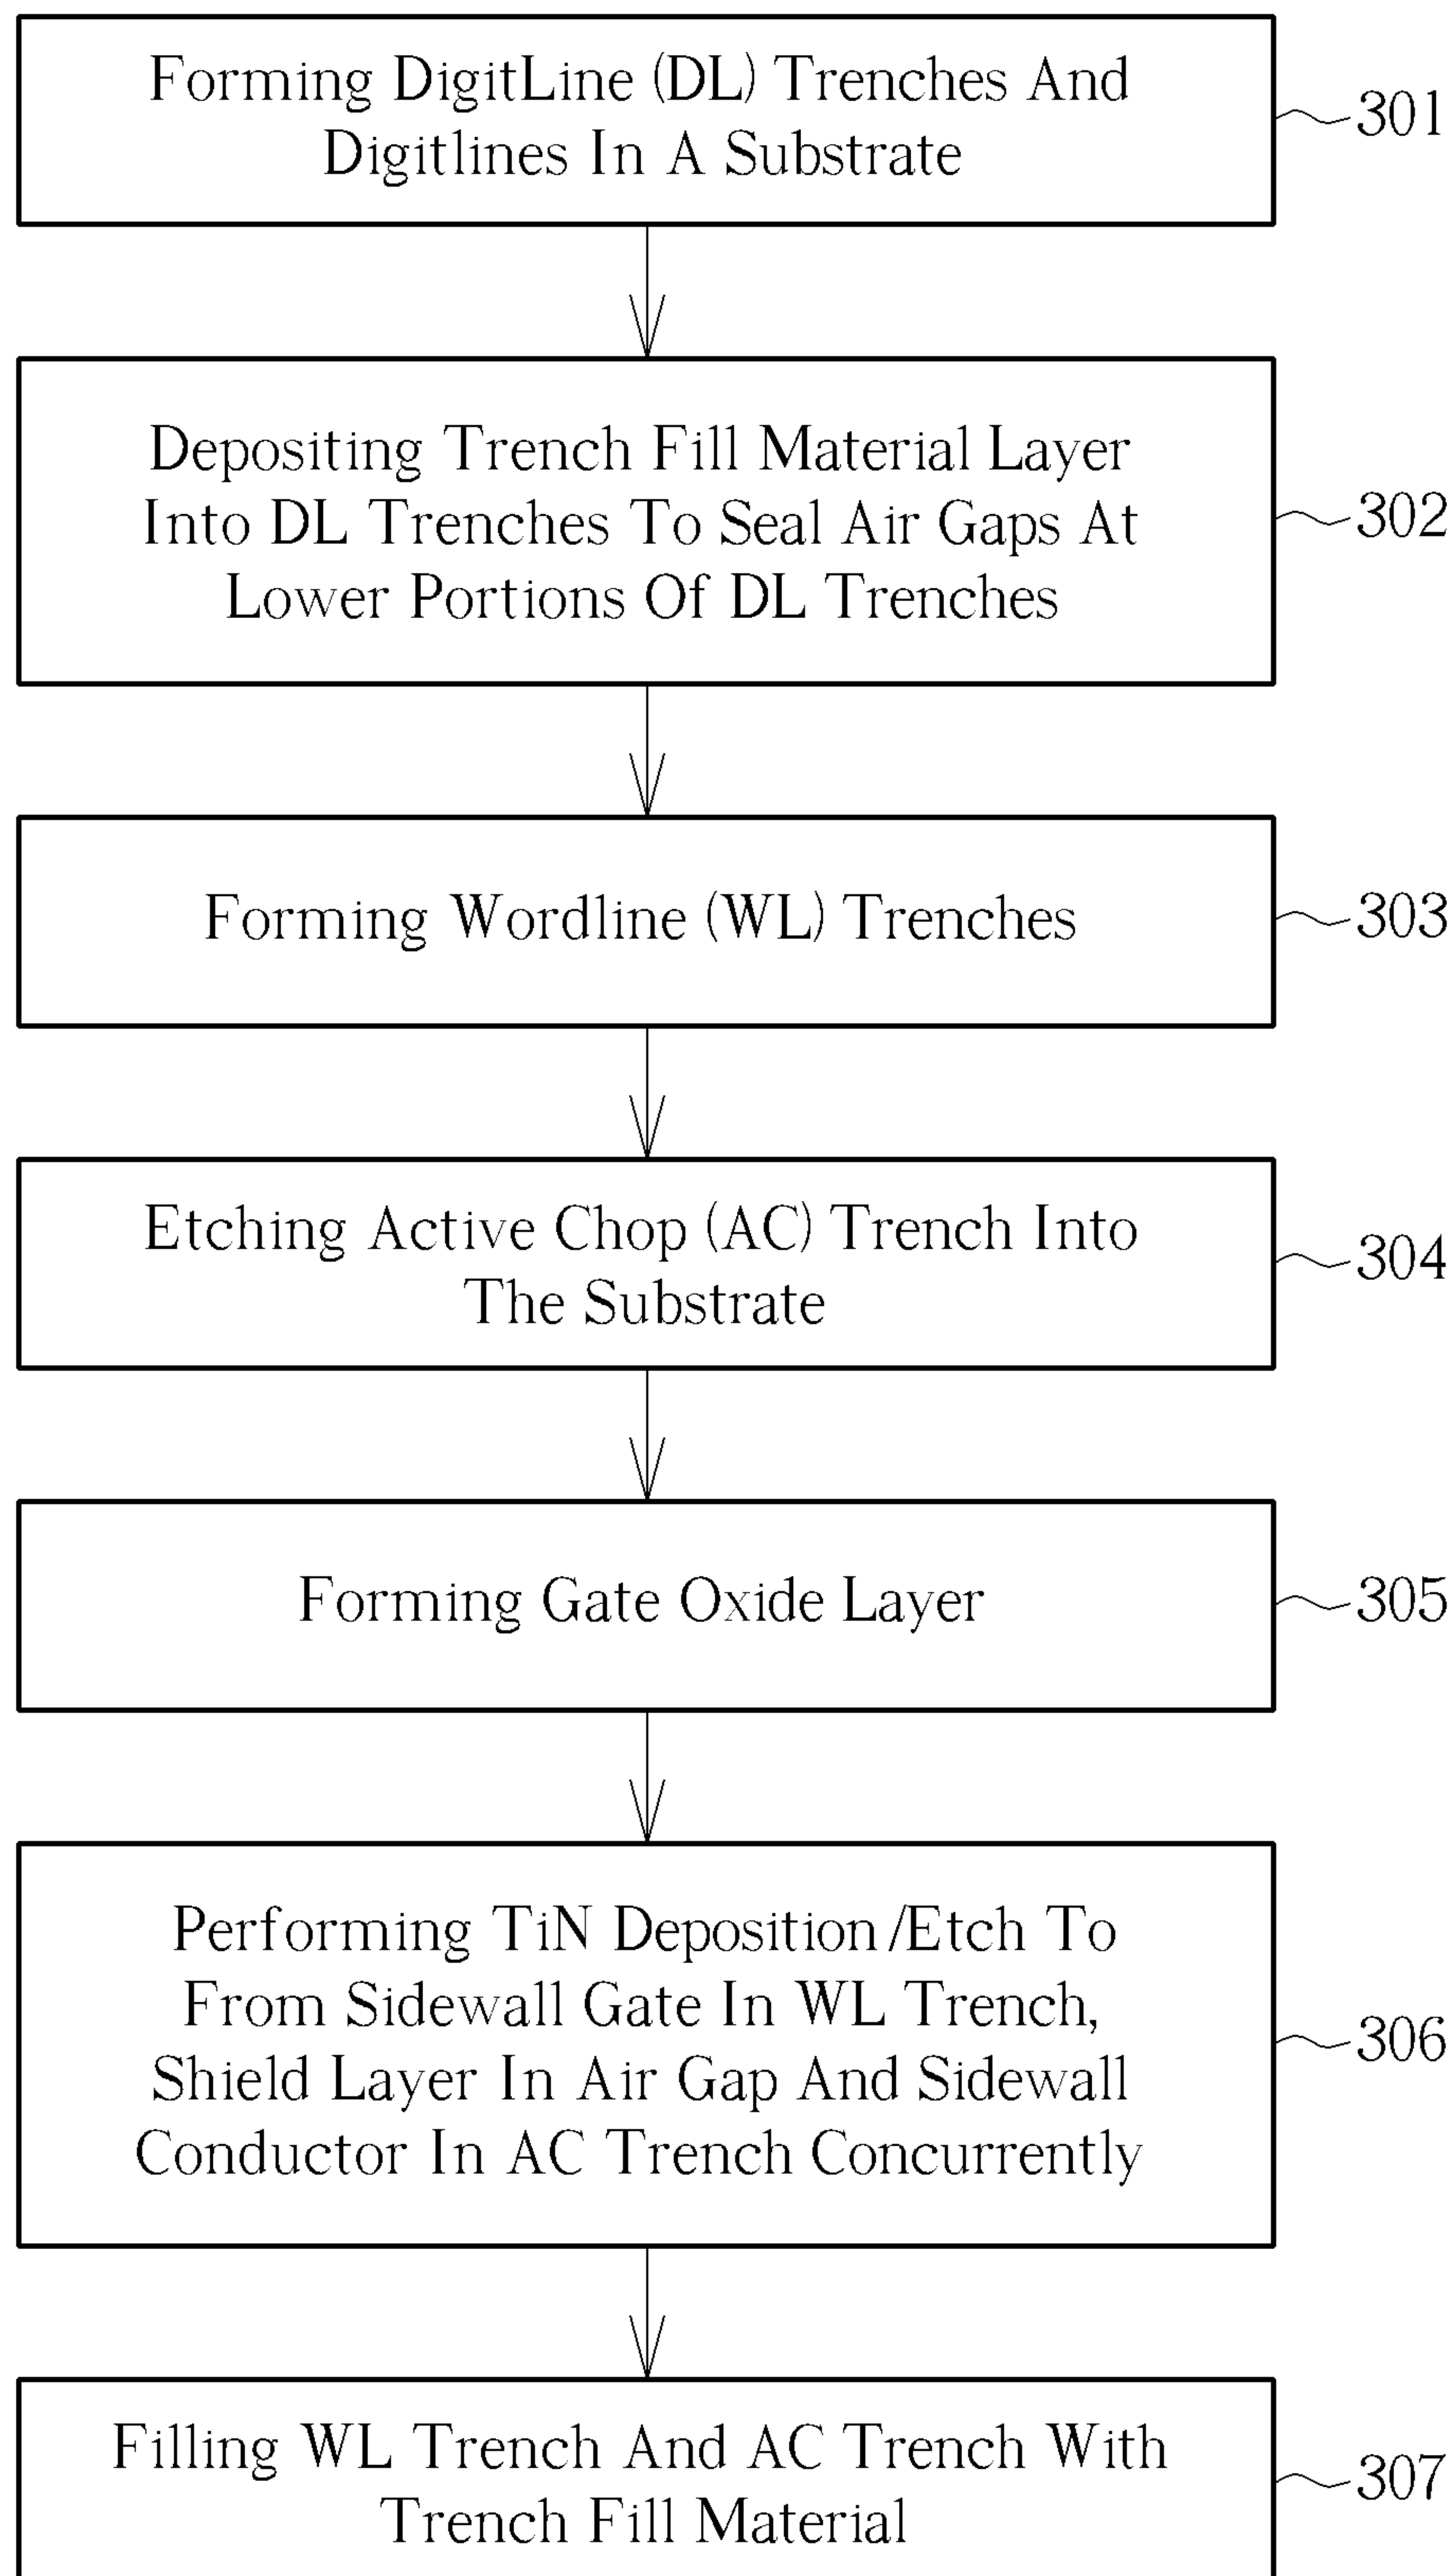 Forming DigitLine (DL) Trenches And
Digitlines In A Substrate
301
Depositing Trench Fill Material Layer
Into DL Trenches To Seal Air Gaps At
Lower Portions Of DL Trenches
302
Forming Wordline (WL) Trenches
303
Etching Active Chop (AC) Trench Into
The Substrate
304
Forming Gate Oxide Layer
305
Performing TiN Deposition/Etch To
From Sidewall Gate In WL Trench,
Shield Layer In Air Gap And Sidewall
Conductor In AC Trench Concurrently
306
Filling WL Trench And AC Trench With
Trench Fill Material
307